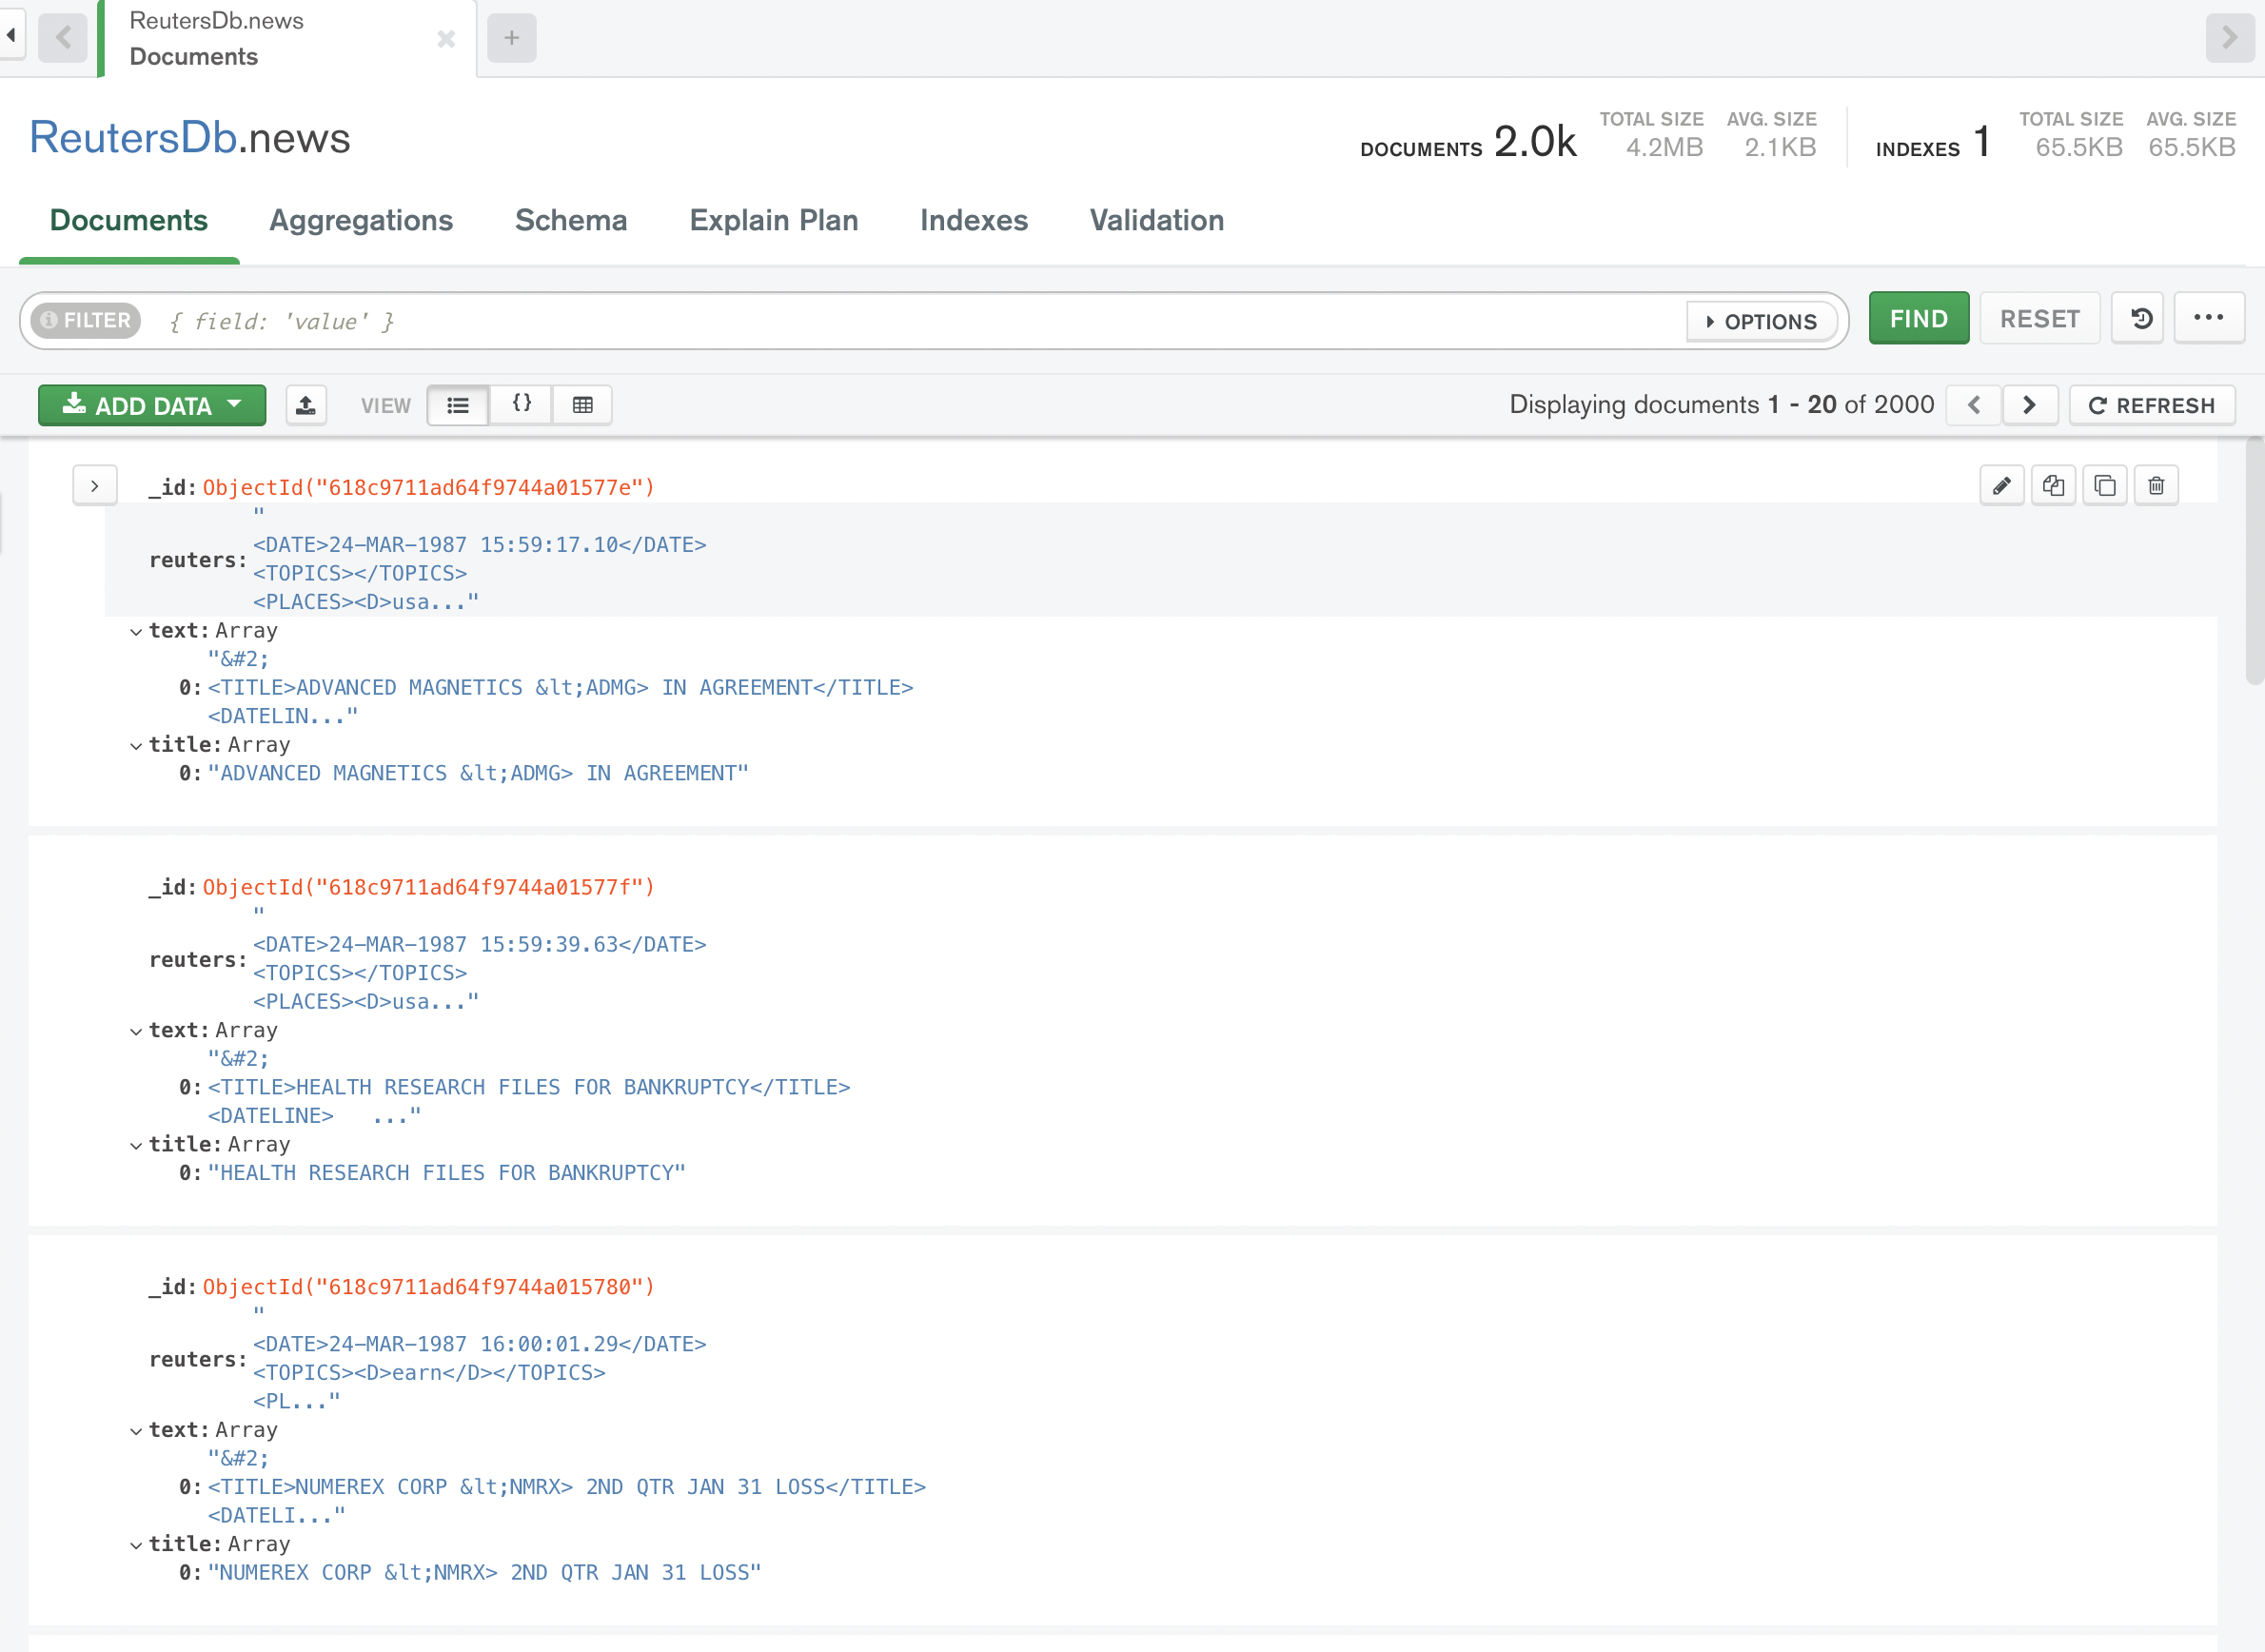 ReutersDb.news
Documents
ReutersDb.news
DOCUMENTS 2.0k TOTAL SIZE 4.2MB AVG. SIZE 2.1KB INDEXES 1 TOTAL SIZE 65.5KB AVG. SIZE 65.5KB
Documents Aggregations Schema Explain Plan Indexes Validation
FILTER { field: 'value' } OPTIONS FIND RESET ...
ADD DATA VIEW {} Displaying documents 1 - 20 of 2000 REFRESH
_id: ObjectId("618c9711ad64f9744a01577e")
"
<DATE>24-MAR-1987 15:59:17.10</DATE>
reuters:
<TOPICS></TOPICS>
<PLACES><D>usa..."
text: Array
"&#2;
0: <TITLE>ADVANCED MAGNETICS &lt;ADMG> IN AGREEMENT</TITLE>
<DATELIN..."
title: Array
0: "ADVANCED MAGNETICS &lt;ADMG> IN AGREEMENT"
_id: ObjectId("618c9711ad64f9744a01577f")
"
<DATE>24-MAR-1987 15:59:39.63</DATE>
reuters:
<TOPICS></TOPICS>
<PLACES><D>usa..."
text: Array
"&#2;
0: <TITLE>HEALTH RESEARCH FILES FOR BANKRUPTCY</TITLE>
<DATELINE>   ..."
title: Array
0: "HEALTH RESEARCH FILES FOR BANKRUPTCY"
_id: ObjectId("618c9711ad64f9744a015780")
"
<DATE>24-MAR-1987 16:00:01.29</DATE>
reuters:
<TOPICS><D>earn</D></TOPICS>
<PL..."
text: Array
"&#2;
0: <TITLE>NUMEREX CORP &lt;NMRX> 2ND QTR JAN 31 LOSS</TITLE>
<DATELI..."
title: Array
0: "NUMEREX CORP &lt;NMRX> 2ND QTR JAN 31 LOSS"